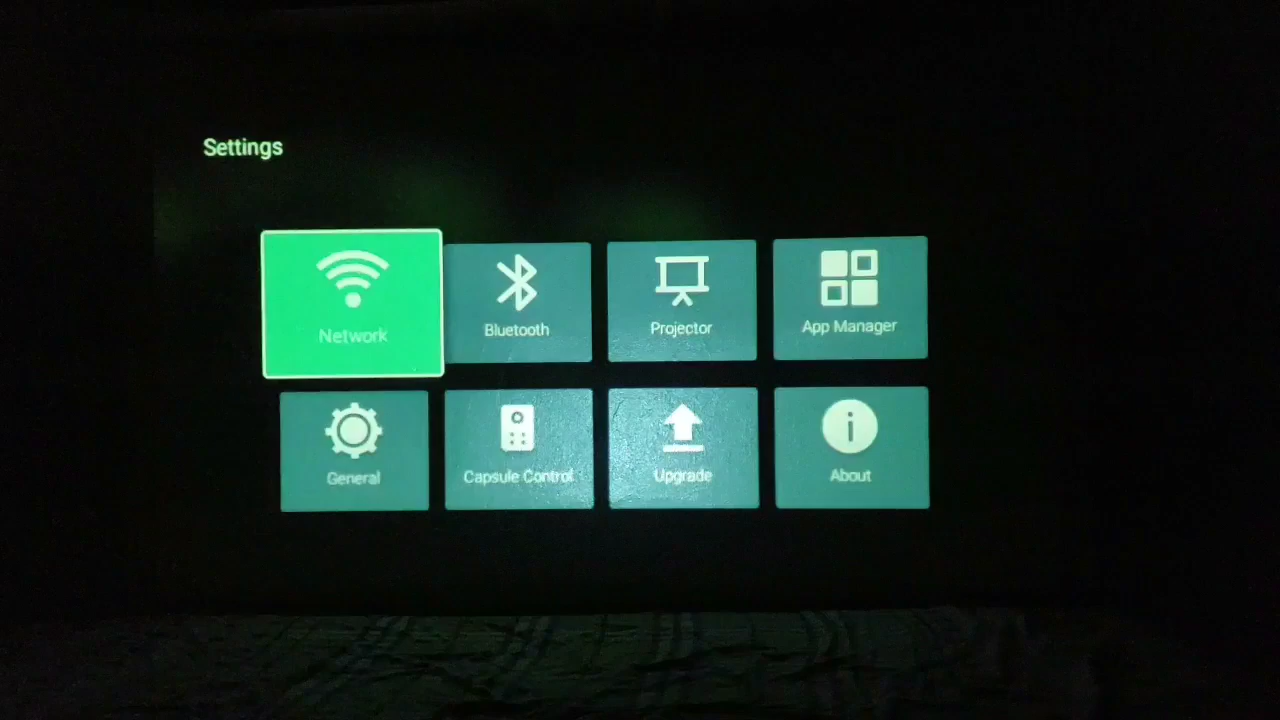 Settings
Network
Bluetooth
Projector
App Manager
General
Capsule Control
Upgrade
About